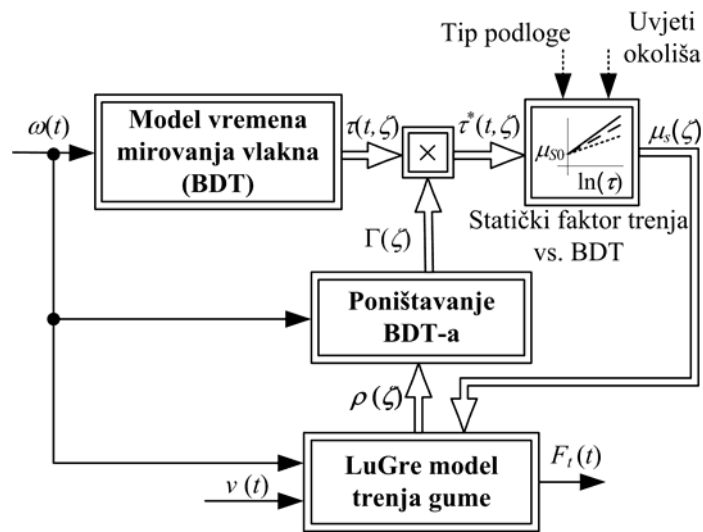 Tip podloge
Uvjeti
okoliša
ω(t)
Model vremena
mirovanja vlakna
(BDT)
τ(t,ζ)
×
τ*(t,ζ)
μS0
ln(τ)
μs(ζ)
Statički faktor trenja
vs. BDT
Γ(ζ)
Poništavanje
BDT-a
ρ(ζ)
LuGre model
trenja gume
v(t)
Ft(t)